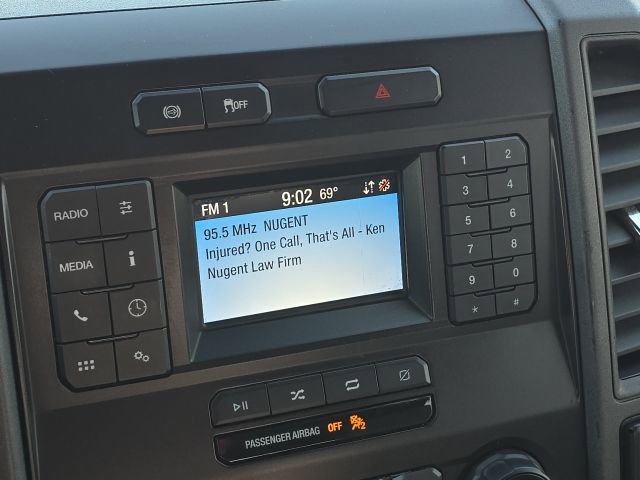 OFF
FM 1 9:02 69°
95.5 MHz NUGENT
Injured? One Call, That's All - Ken
Nugent Law Firm
RADIO
MEDIA i
1 2
3 4
5 6
7 8
9 0
* #
PASSENGER AIRBAG OFF 2